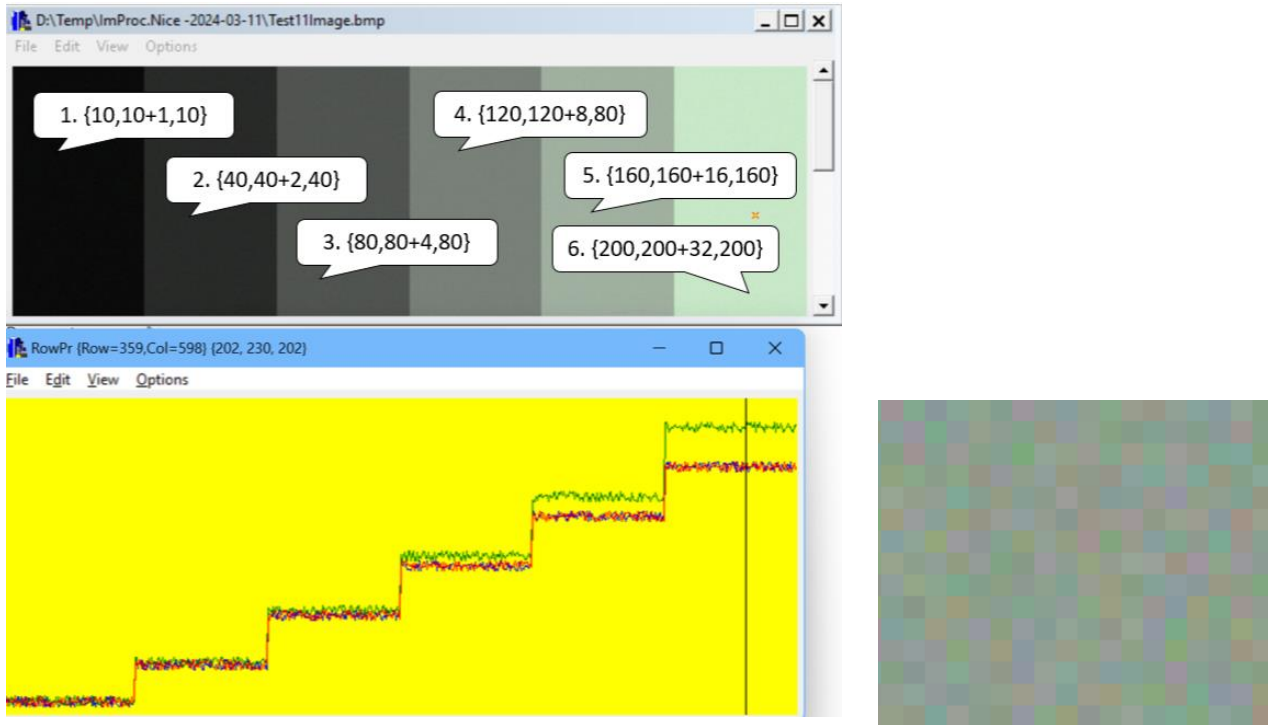 D:\Temp\ImProc.Nice -2024-03-11\Test11Image.bmp
File Edit View Options
1. {10,10+1,10}
4. {120,120+8,80}
2. {40,40+2,40}
5. {160,160+16,160}
3. {80,80+4,80}
6. {200,200+32,200}
RowPr {Row=359,Col=598} {202, 230, 202}
File Edit View Options